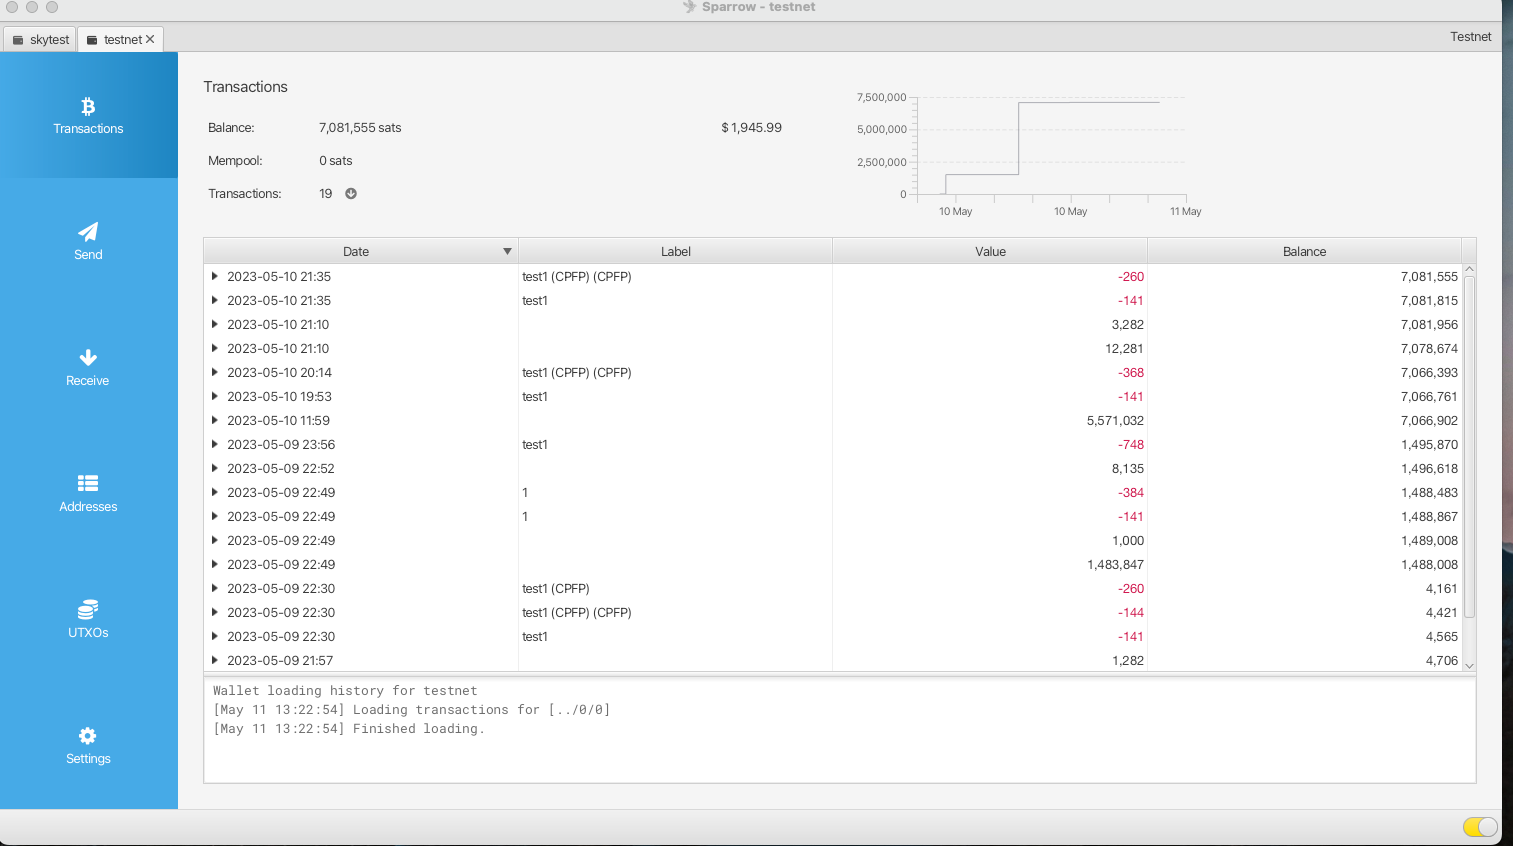 Sparrow - testnet
skytest
testnet
Testnet
Transactions
Send
Receive
Addresses
UTXOs
Settings
Transactions
Balance: 7,081,555 sats $ 1,945.99
Mempool: 0 sats
Transactions: 19
7,500,000
5,000,000
2,500,000
0
10 May 10 May 11 May
Date Label Value Balance
2023-05-10 21:35 test1 (CPFP) (CPFP) -260 7,081,555
2023-05-10 21:35 test1 -141 7,081,815
2023-05-10 21:10 3,282 7,081,956
2023-05-10 21:10 12,281 7,078,674
2023-05-10 20:14 test1 (CPFP) (CPFP) -368 7,066,393
2023-05-10 19:53 test1 -141 7,066,761
2023-05-10 11:59 5,571,032 7,066,902
2023-05-09 23:56 test1 -748 1,495,870
2023-05-09 22:52 8,135 1,496,618
2023-05-09 22:49 1 -384 1,488,483
2023-05-09 22:49 1 -141 1,488,867
2023-05-09 22:49 1,000 1,489,008
2023-05-09 22:49 1,483,847 1,488,008
2023-05-09 22:30 test1 (CPFP) -260 4,161
2023-05-09 22:30 test1 (CPFP) (CPFP) -144 4,421
2023-05-09 22:30 test1 -141 4,565
2023-05-09 21:57 1,282 4,706
Wallet loading history for testnet
[May 11 13:22:54] Loading transactions for [../0/0]
[May 11 13:22:54] Finished loading.